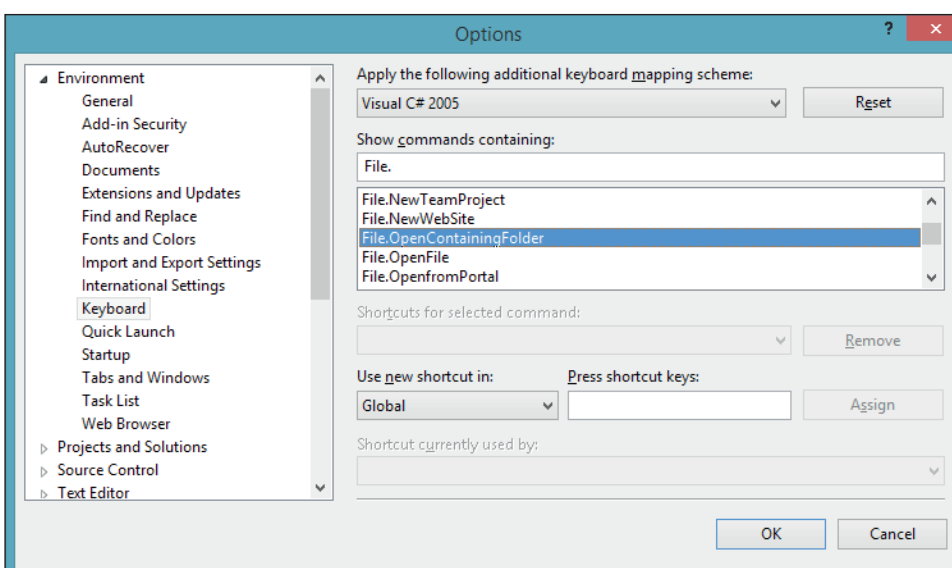 Options
?
Environment
General
Add-in Security
AutoRecover
Documents
Extensions and Updates
Find and Replace
Fonts and Colors
Import and Export Settings
International Settings
Keyboard
Quick Launch
Startup
Tabs and Windows
Task List
Web Browser
Projects and Solutions
Source Control
Text Editor
Apply the following additional keyboard mapping scheme:
Visual C# 2005
Reset
Show commands containing:
File.
File.NewTeamProject
File.NewWebSite
File.OpenContainingFolder
File.OpenFile
File.OpenfromPortal
Shortcuts for selected command:
Remove
Use new shortcut in:
Press shortcut keys:
Global
Assign
Shortcut currently used by:
OK
Cancel